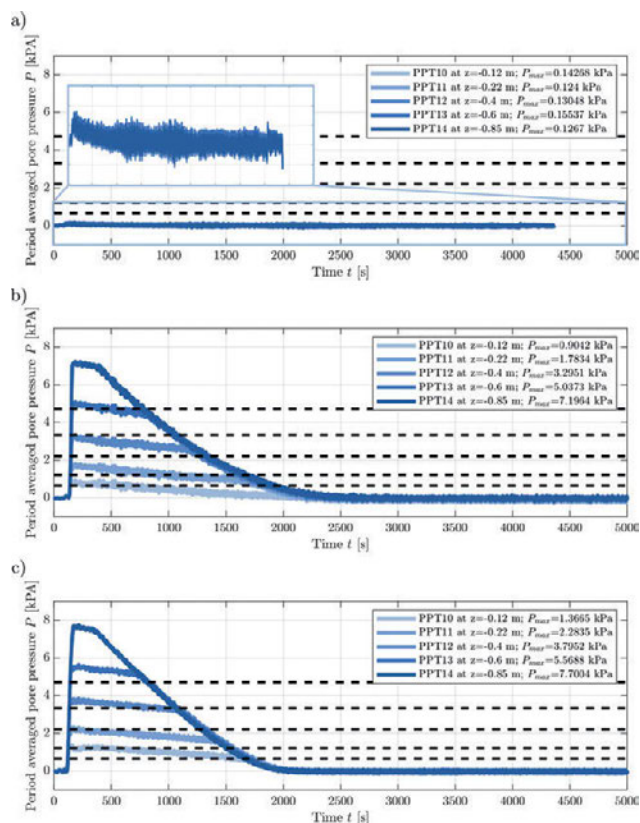 a)
Period averaged pore pressure P [kPA]
8
6
4
2
0
PPT10 at z=-0.12 m; Pmax=0.14268 kPa
PPT11 at z=-0.22 m; Pmax=0.124 kPa
PPT12 at z=-0.4 m; Pmax=0.13048 kPa
PPT13 at z=-0.6 m; Pmax=0.15537 kPa
PPT14 at z=-0.85 m; Pmax=0.1267 kPa
0 500 1000 1500 2000 2500 3000 3500 4000 4500 5000
Time t [s]
b)
Period averaged pore pressure P [kPA]
8
6
4
2
0
PPT10 at z=-0.12 m; Pmax=0.9042 kPa
PPT11 at z=-0.22 m; Pmax=1.7834 kPa
PPT12 at z=-0.4 m; Pmax=3.2951 kPa
PPT13 at z=-0.6 m; Pmax=5.0373 kPa
PPT14 at z=-0.85 m; Pmax=7.1964 kPa
0 500 1000 1500 2000 2500 3000 3500 4000 4500 5000
Time t [s]
c)
Period averaged pore pressure P [kPA]
8
6
4
2
0
PPT10 at z=-0.12 m; Pmax=1.3665 kPa
PPT11 at z=-0.22 m; Pmax=2.2835 kPa
PPT12 at z=-0.4 m; Pmax=3.7952 kPa
PPT13 at z=-0.6 m; Pmax=5.5688 kPa
PPT14 at z=-0.85 m; Pmax=7.7004 kPa
0 500 1000 1500 2000 2500 3000 3500 4000 4500 5000
Time t [s]